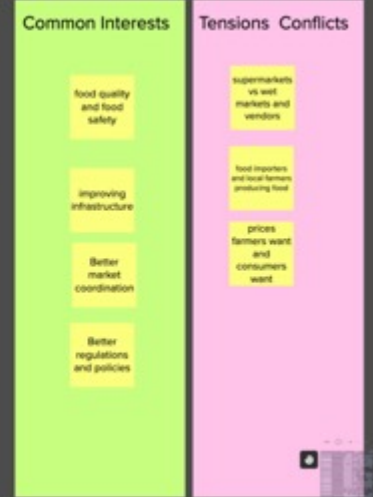 Common Interests
food quality
and food
safety
improving
infrastructure
Better
market
coordination
Better
regulations
and policies
Tensions  Conflicts
supermarkets
vs wet
markets and
vendors
food importers
and local farmers
producing food
prices
farmers want
and
consumers
want